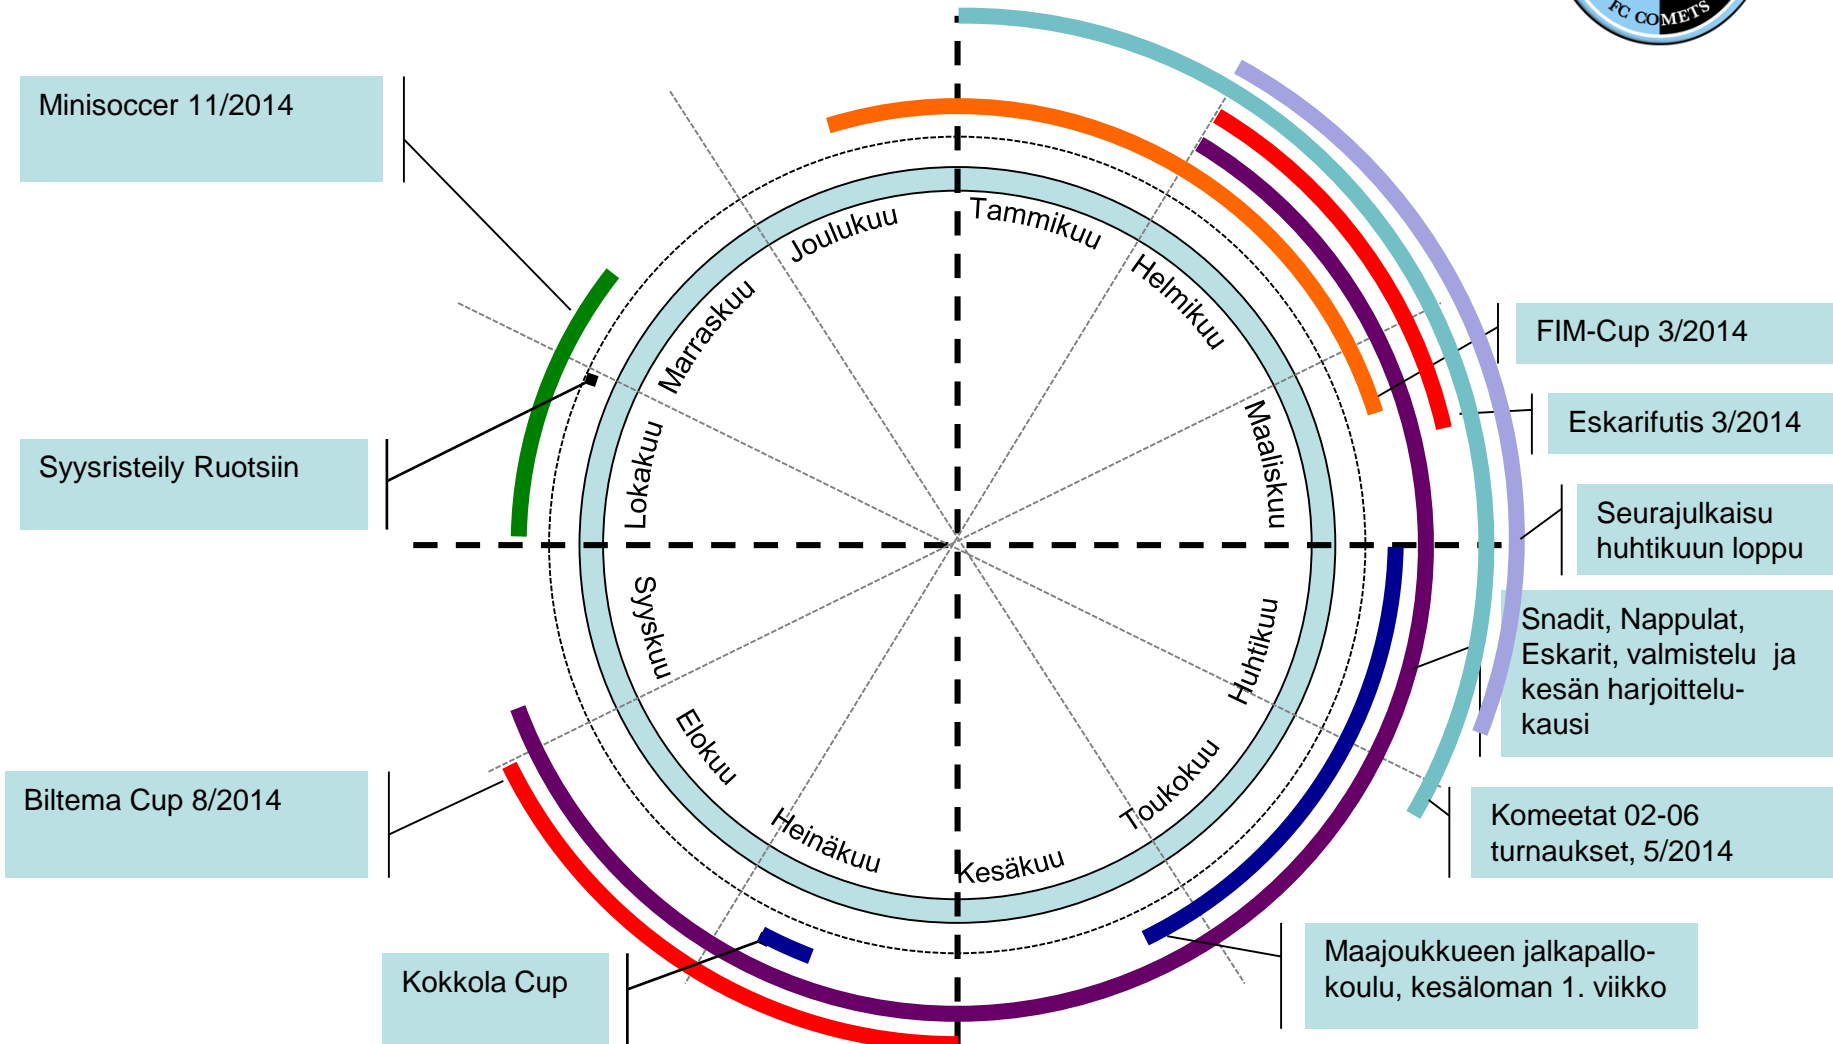 FC COMETS
Minisoccer 11/2014
Syysristeily Ruotsiin
Biltema Cup 8/2014
Kokkola Cup
Tammikuu
Helmikuu
Maaliskuu
Huhtikuu
Toukokuu
Kesäkuu
Heinäkuu
Elokuu
Syyskuu
Lokakuu
Marraskuu
Joulukuu
FIM-Cup 3/2014
Eskarifutis 3/2014
Seurajulkaisu
huhtikuun loppu
Snadit, Nappulat,
Eskarit, valmistelu ja
kesän harjoittelu-
kausi
Komeetat 02-06
turnaukset, 5/2014
Maajoukkueen jalkapallo-
koulu, kesäloman 1. viikko